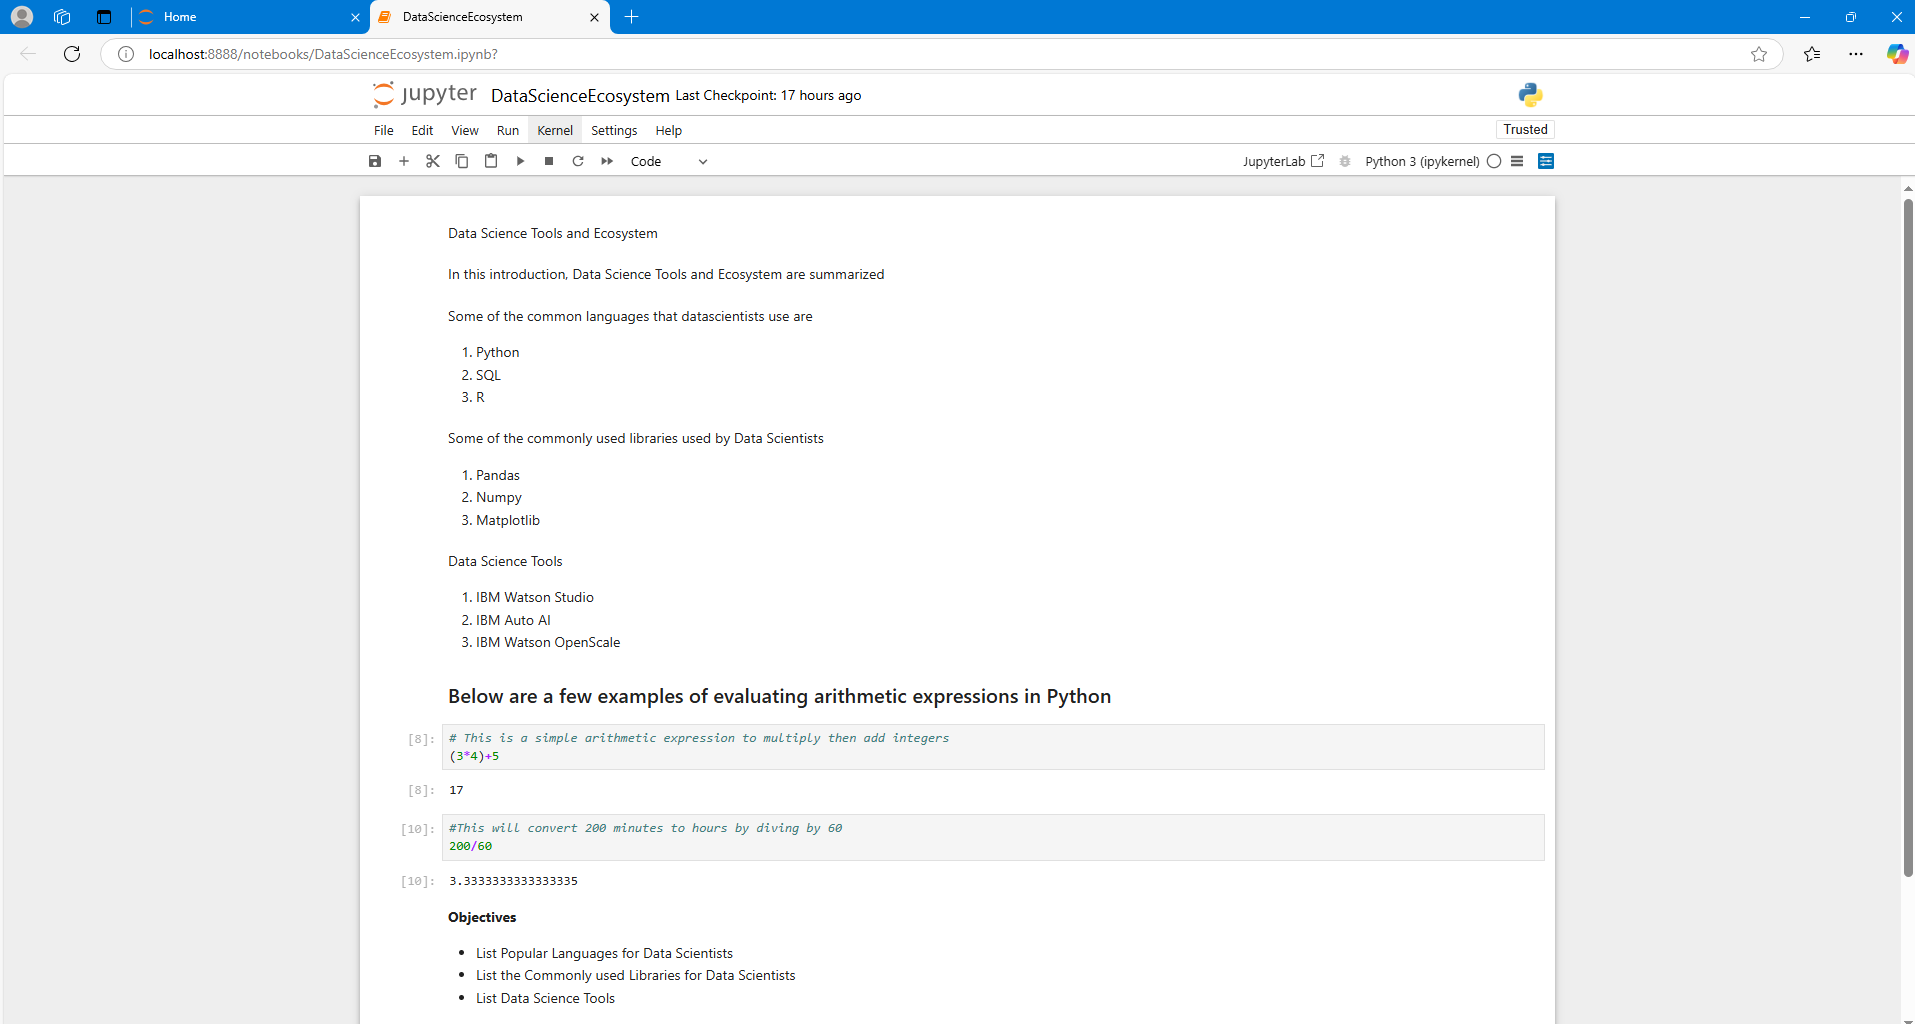 Home
DataScienceEcosystem
localhost:8888/notebooks/DataScienceEcosystem.ipynb?
jupyter DataScienceEcosystem Last Checkpoint: 17 hours ago
File Edit View Run Kernel Settings Help Trusted
Code JupyterLab Python 3 (ipykernel)
Data Science Tools and Ecosystem
In this introduction, Data Science Tools and Ecosystem are summarized
Some of the common languages that datascientists use are
1. Python
2. SQL
3. R
Some of the commonly used libraries used by Data Scientists
1. Pandas
2. Numpy
3. Matplotlib
Data Science Tools
1. IBM Watson Studio
2. IBM Auto AI
3. IBM Watson OpenScale
Below are a few examples of evaluating arithmetic expressions in Python
[8]: # This is a simple arithmetic expression to multiply then add integers
(3*4)+5
[8]: 17
[10]: #This will convert 200 minutes to hours by diving by 60
200/60
[10]: 3.3333333333333335
Objectives
• List Popular Languages for Data Scientists
• List the Commonly used Libraries for Data Scientists
• List Data Science Tools